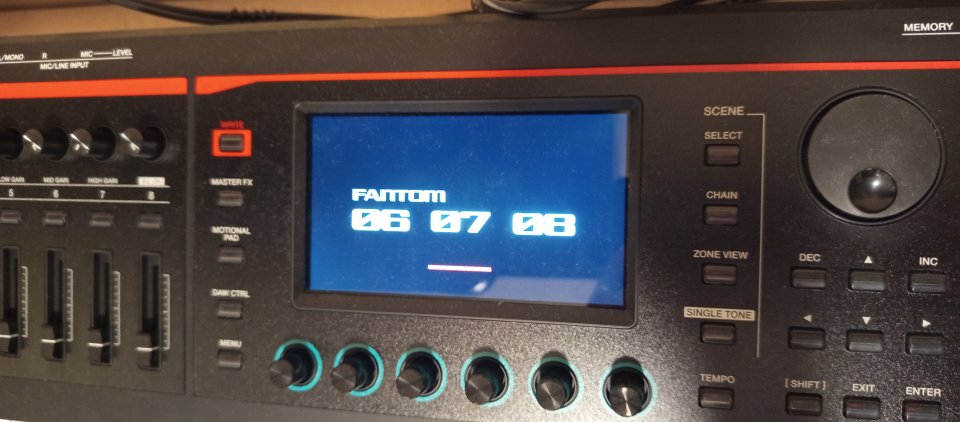 MEMORY
L/MONO R MIC LEVEL
MIC/LINE INPUT
WRITE
SCENE
SELECT
LOW GAIN MID GAIN HIGH GAIN
5 6 7 8
MASTER FX
FANTOM
06 07 08
CHAIN
MOTIONAL
PAD
ZONE VIEW
DEC INC
DAW CTRL
SINGLE TONE
MENU
TEMPO
[SHIFT] EXIT ENTER